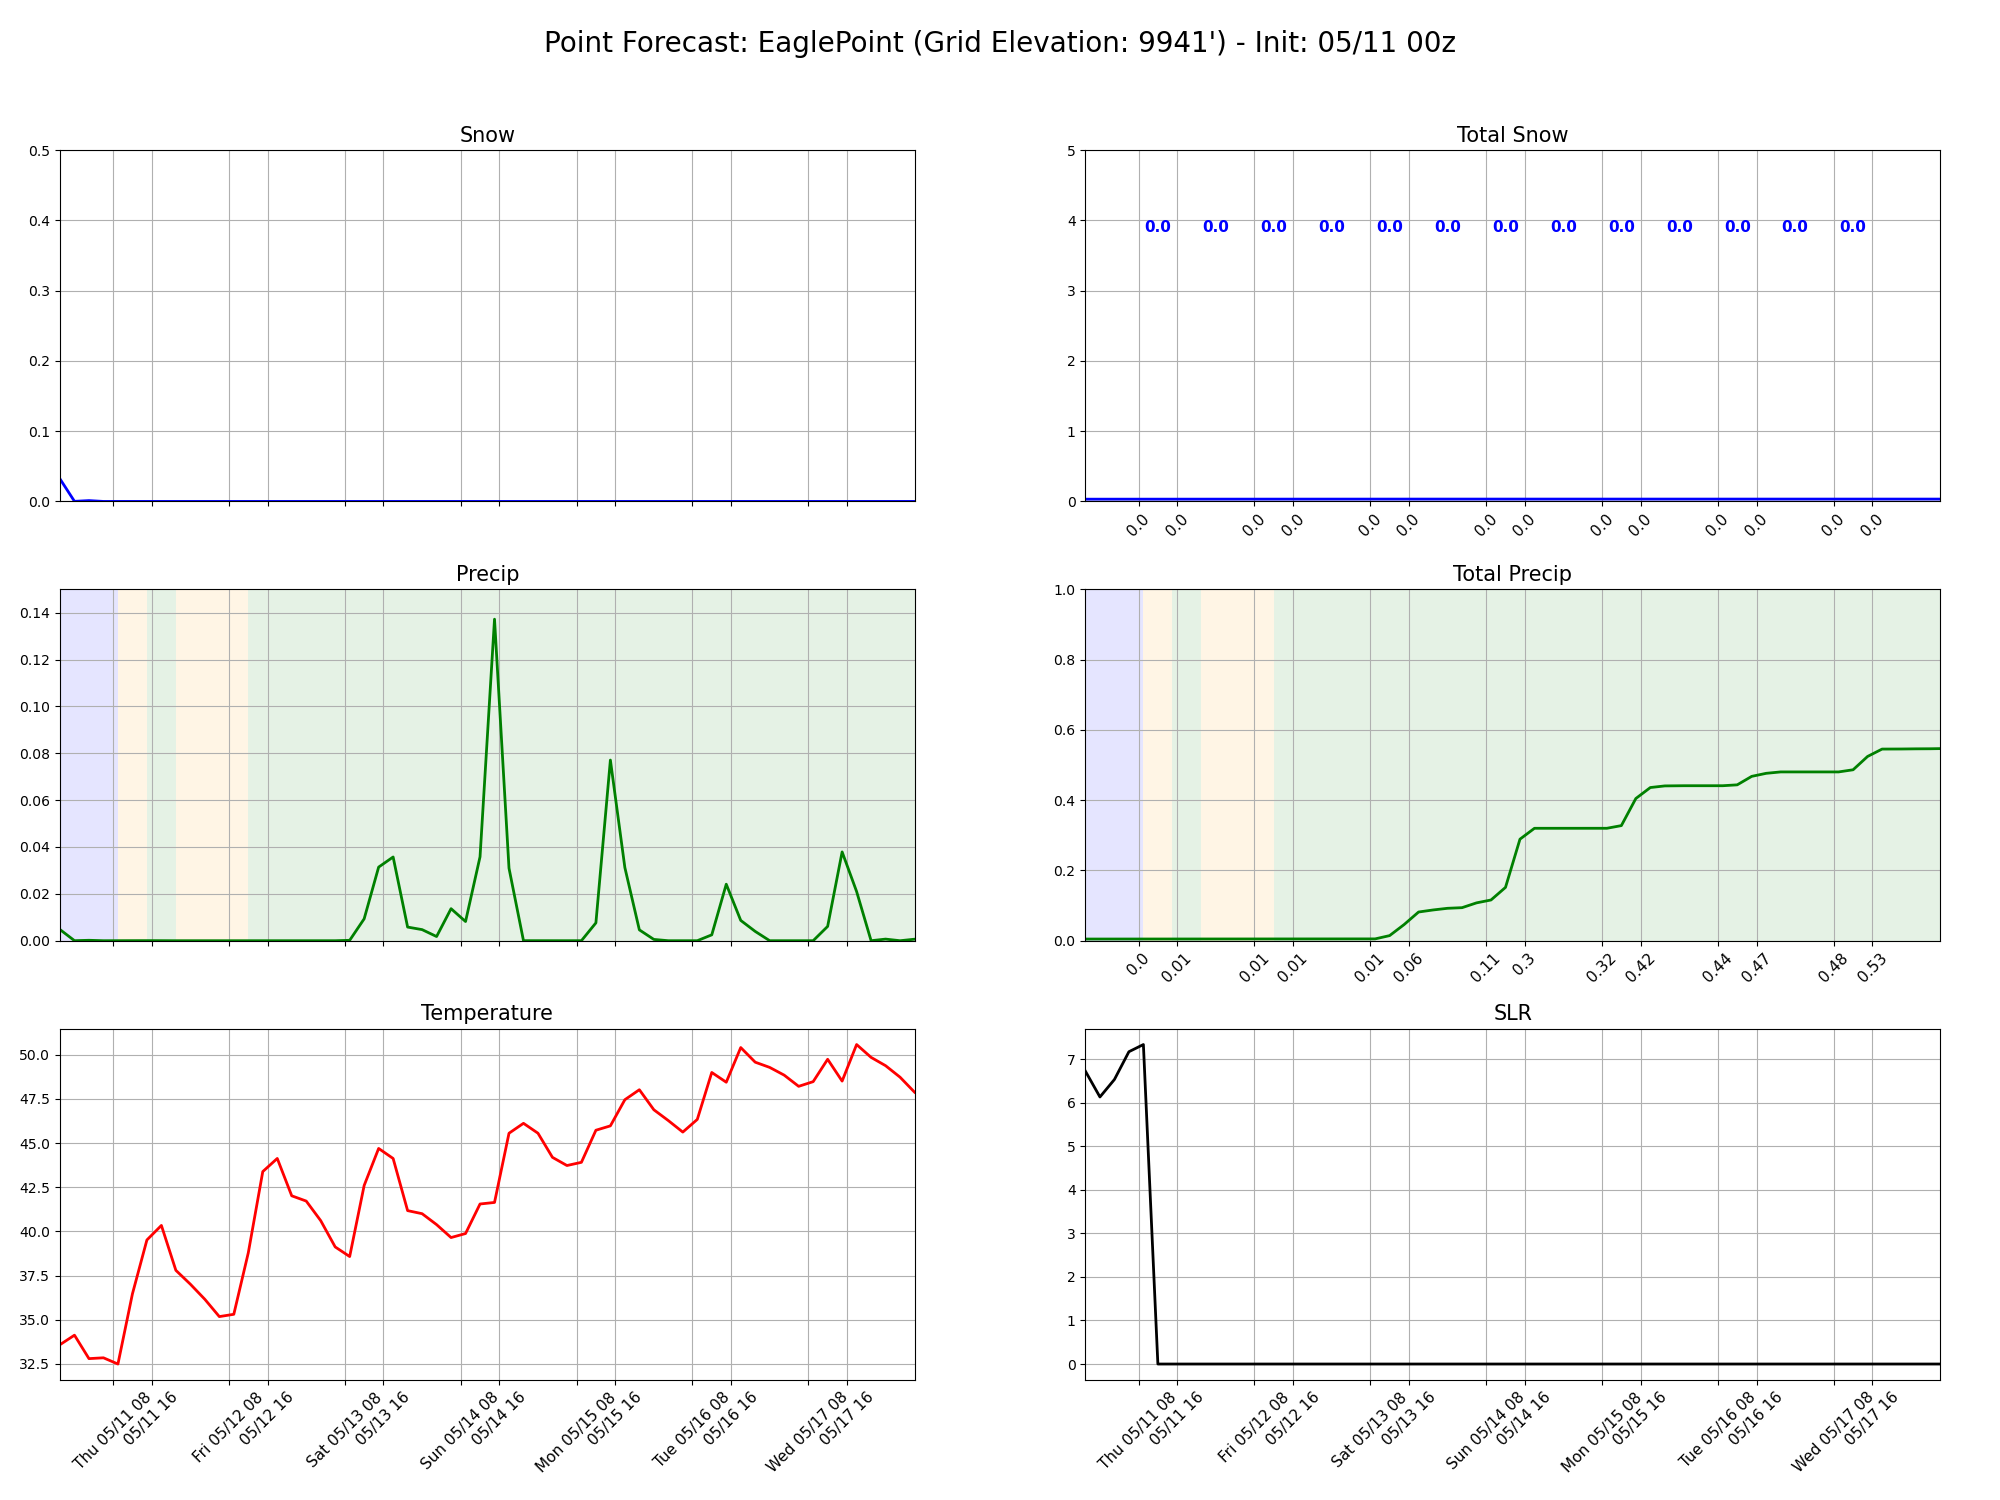 Point Forecast: EaglePoint (Grid Elevation: 9941') - Init: 05/11 00z
Snow
0.5
0.4
0.3
0.2
0.1
0.0
Total Snow
5
4
3
2
1
0
0.0 0.0 0.0 0.0 0.0 0.0 0.0 0.0 0.0 0.0 0.0 0.0 0.0
0.0 0.0 0.0 0.0 0.0 0.0 0.0 0.0 0.0 0.0 0.0 0.0 0.0 0.0
Precip
0.14
0.12
0.10
0.08
0.06
0.04
0.02
0.00
Total Precip
1.0
0.8
0.6
0.4
0.2
0.0
0.0 0.01 0.01 0.01 0.01 0.06 0.11 0.3 0.32 0.42 0.44 0.47 0.48 0.53
Temperature
50.0
47.5
45.0
42.5
40.0
37.5
35.0
32.5
Thu 05/11 08
05/11 16
Fri 05/12 08
05/12 16
Sat 05/13 08
05/13 16
Sun 05/14 08
05/14 16
Mon 05/15 08
05/15 16
Tue 05/16 08
05/16 16
Wed 05/17 08
05/17 16
SLR
7
6
5
4
3
2
1
0
Thu 05/11 08
05/11 16
Fri 05/12 08
05/12 16
Sat 05/13 08
05/13 16
Sun 05/14 08
05/14 16
Mon 05/15 08
05/15 16
Tue 05/16 08
05/16 16
Wed 05/17 08
05/17 16